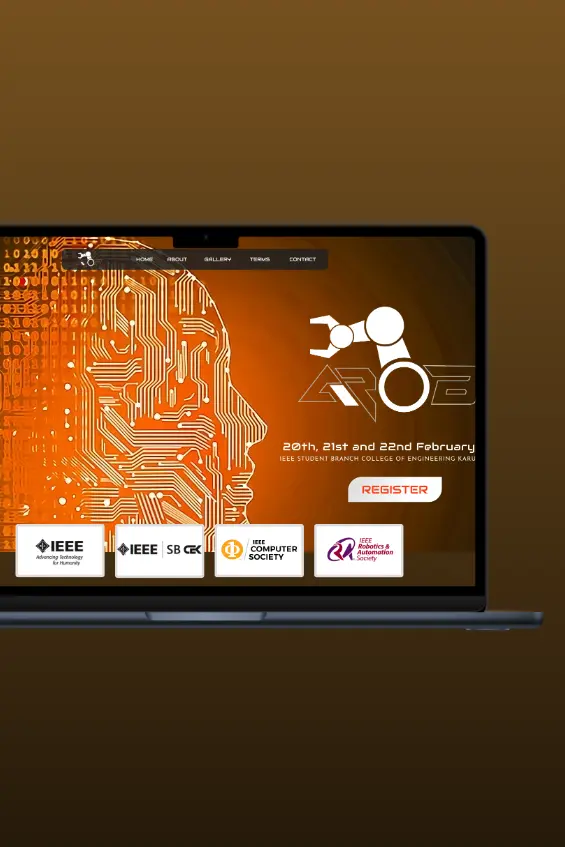 HOME ABOUT GALLERY TERMS CONTACT
AROB
20th, 21st and 22nd February
IEEE STUDENT BRANCH COLLEGE OF ENGINEERING KARU
REGISTER
IEEE
Advancing Technology
for Humanity
IEEE SB CEK
IEEE
COMPUTER
SOCIETY
IEEE
Robotics &
Automation
Society